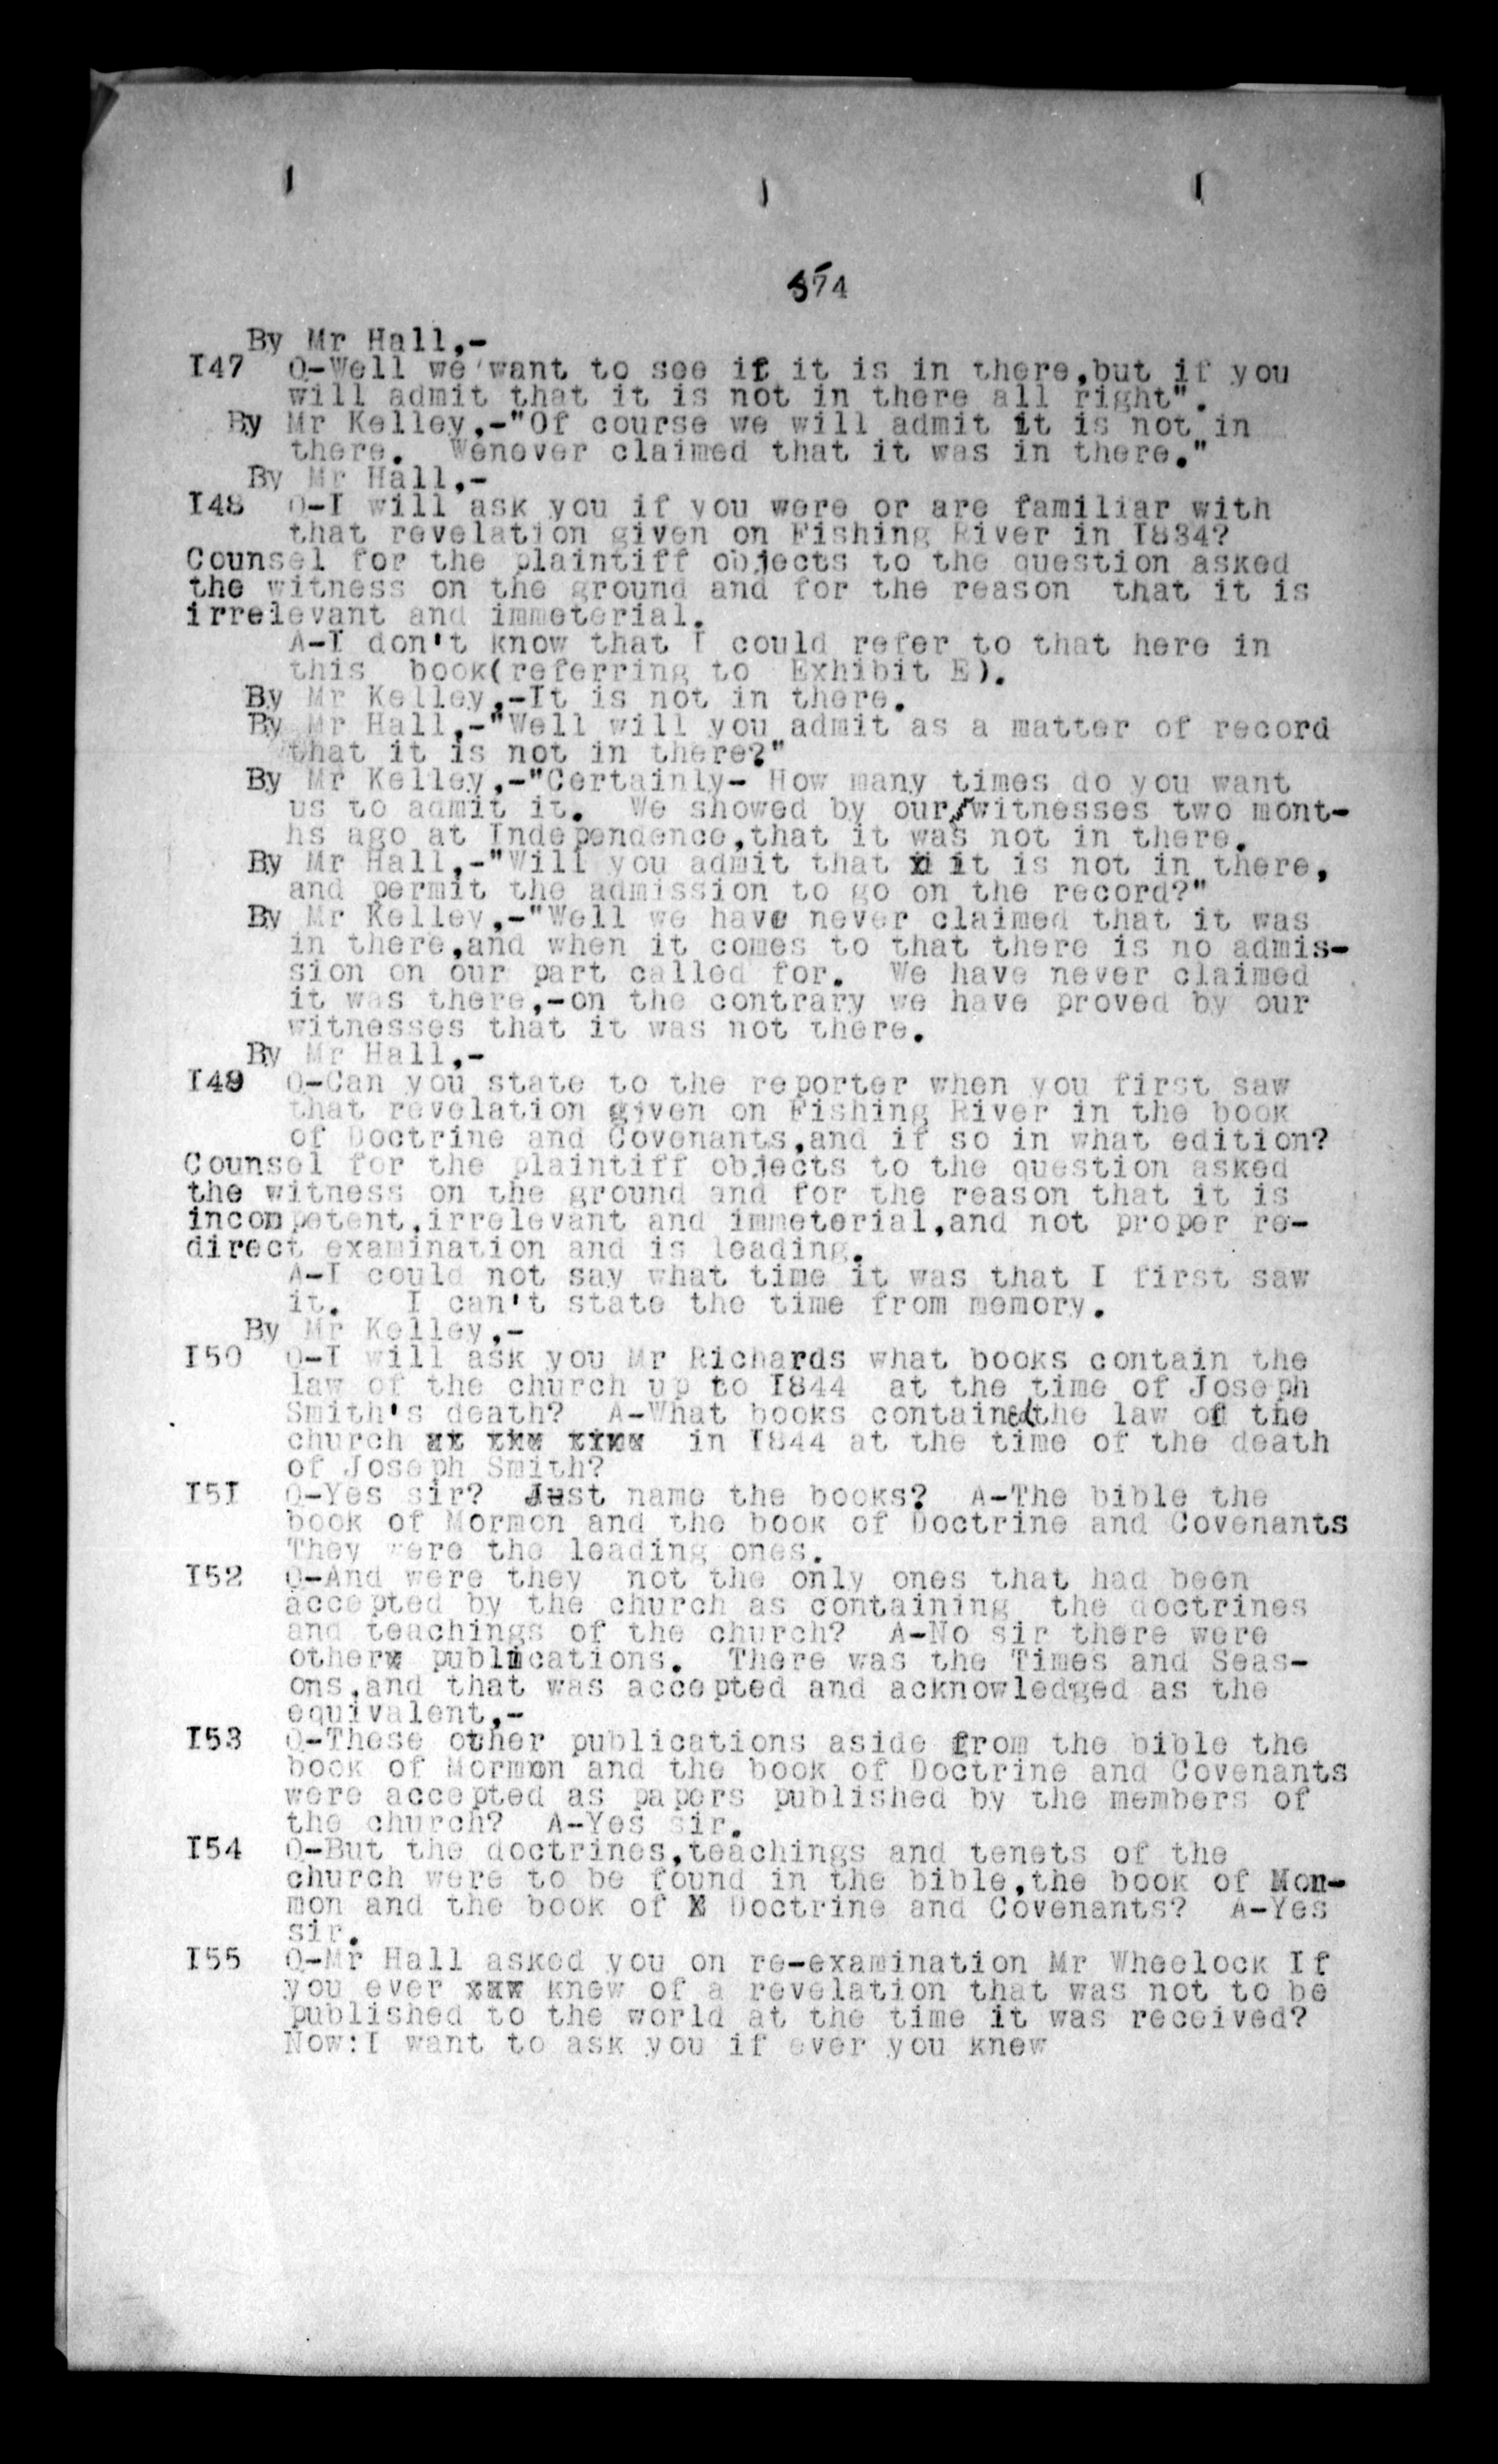 574
By Mr Hall,-
I47 Q-Well we want to see if it is in there,but if you
will admit that it is not in there all right".
By Mr Kelley,-"Of course we will admit it is not in
there. Wenever claimed that it was in there."
By Mr Hall,-
I48 Q-I will ask you if you were or are familiar with
that revelation given on Fishing River in I834?
Counsel for the plaintiff objects to the question asked
the witness on the ground and for the reason that it is
irrelevant and immeterial.
A-I don't know that I could refer to that here in
this book(referring to Exhibit E).
By Mr Kelley,-It is not in there.
By Mr Hall,-"Well will you admit as a matter of record
that it is not in there?"
By Mr Kelley,-"Certainly- How many times do you want
us to admit it. We showed by our witnesses two mont-
hs ago at Independence,that it was not in there.
By Mr Hall,-"Will you admit that it is not in there,
and permit the admission to go on the record?"
By Mr Kelley,-"Well we have never claimed that it was
in there,and when it comes to that there is no admis-
sion on our part called for. We have never claimed
it was there,-on the contrary we have proved by our
witnesses that it was not there.
By Mr Hall,-
I49 Q-Can you state to the reporter when you first saw
that revelation given on Fishing River in the book
of Doctrine and Covenants,and if so in what edition?
Counsel for the plaintiff objects to the question asked
the witness on the ground and for the reason that it is
incompetent,irrelevant and immeterial,and not proper re-
direct examination and is leading.
A-I could not say what time it was that I first saw
it. I can't state the time from memory.
By Mr Kelley,-
I50 Q-I will ask you Mr Richards what books contain the
law of the church up to I844 at the time of Joseph
Smith's death? A-What books contained the law of the
church at the time in I844 at the time of the death
of Joseph Smith?
I5I Q-Yes sir? Just name the books? A-The bible the
book of Mormon and the book of Doctrine and Covenants
They were the leading ones.
I52 Q-And were they not the only ones that had been
accepted by the church as containing the doctrines
and teachings of the church? A-No sir there were
other publications. There was the Times and Seas-
ons,and that was accepted and acknowledged as the
equivalent,-
I53 Q-These other publications aside from the bible the
book of Mormon and the book of Doctrine and Covenants
were accepted as papers published by the members of
the church? A-Yes sir.
I54 Q-But the doctrines,teachings and tenets of the
church were to be found in the bible,the book of Mon-
mon and the book of X Doctrine and Covenants? A-Yes
sir.
I55 Q-Mr Hall asked you on re-examination Mr Wheelock If
you ever xxx knew of a revelation that was not to be
published to the world at the time it was received?
Now:I want to ask you if ever you knew